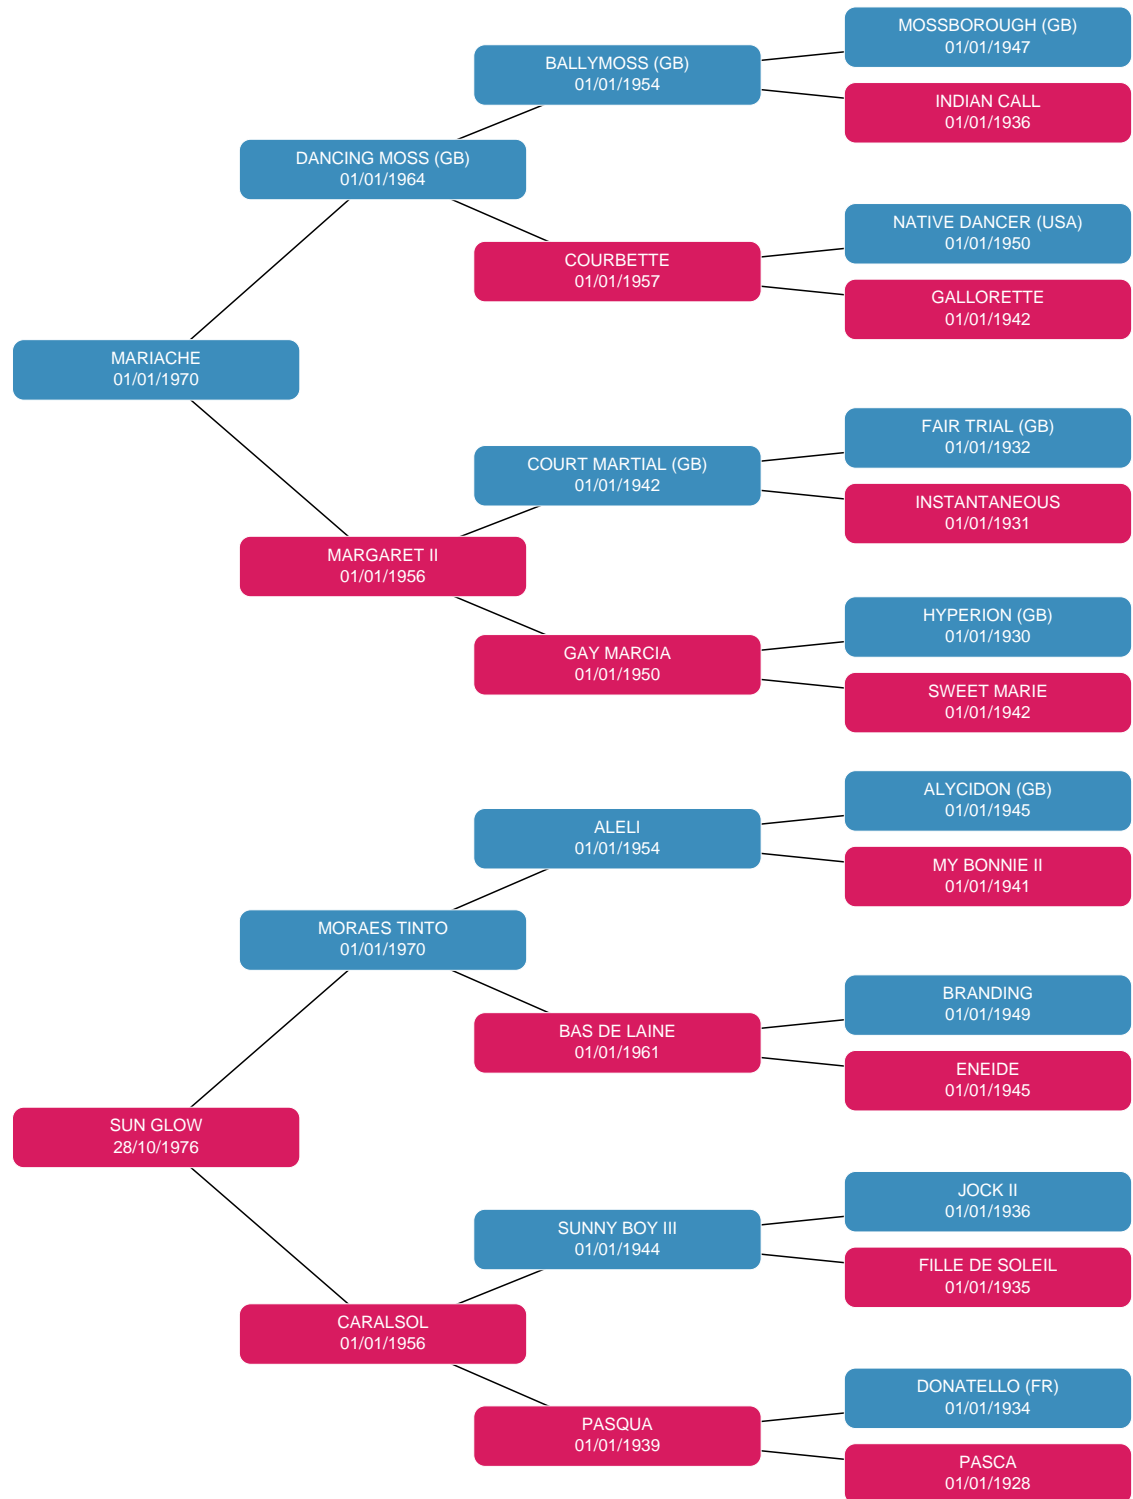 MOSSBOROUGH (GB)
01/01/1947
BALLYMOSS (GB)
01/01/1954
INDIAN CALL
01/01/1936
DANCING MOSS (GB)
01/01/1964
NATIVE DANCER (USA)
01/01/1950
COURBETTE
01/01/1957
GALLORETTE
01/01/1942
MARIACHE
01/01/1970
FAIR TRIAL (GB)
01/01/1932
COURT MARTIAL (GB)
01/01/1942
INSTANTANEOUS
01/01/1931
MARGARET II
01/01/1956
HYPERION (GB)
01/01/1930
GAY MARCIA
01/01/1950
SWEET MARIE
01/01/1942
ALYCIDON (GB)
01/01/1945
ALELI
01/01/1954
MY BONNIE II
01/01/1941
MORAES TINTO
01/01/1970
BRANDING
01/01/1949
BAS DE LAINE
01/01/1961
ENEIDE
01/01/1945
SUN GLOW
28/10/1976
JOCK II
01/01/1936
SUNNY BOY III
01/01/1944
FILLE DE SOLEIL
01/01/1935
CARALSOL
01/01/1956
DONATELLO (FR)
01/01/1934
PASQUA
01/01/1939
PASCA
01/01/1928